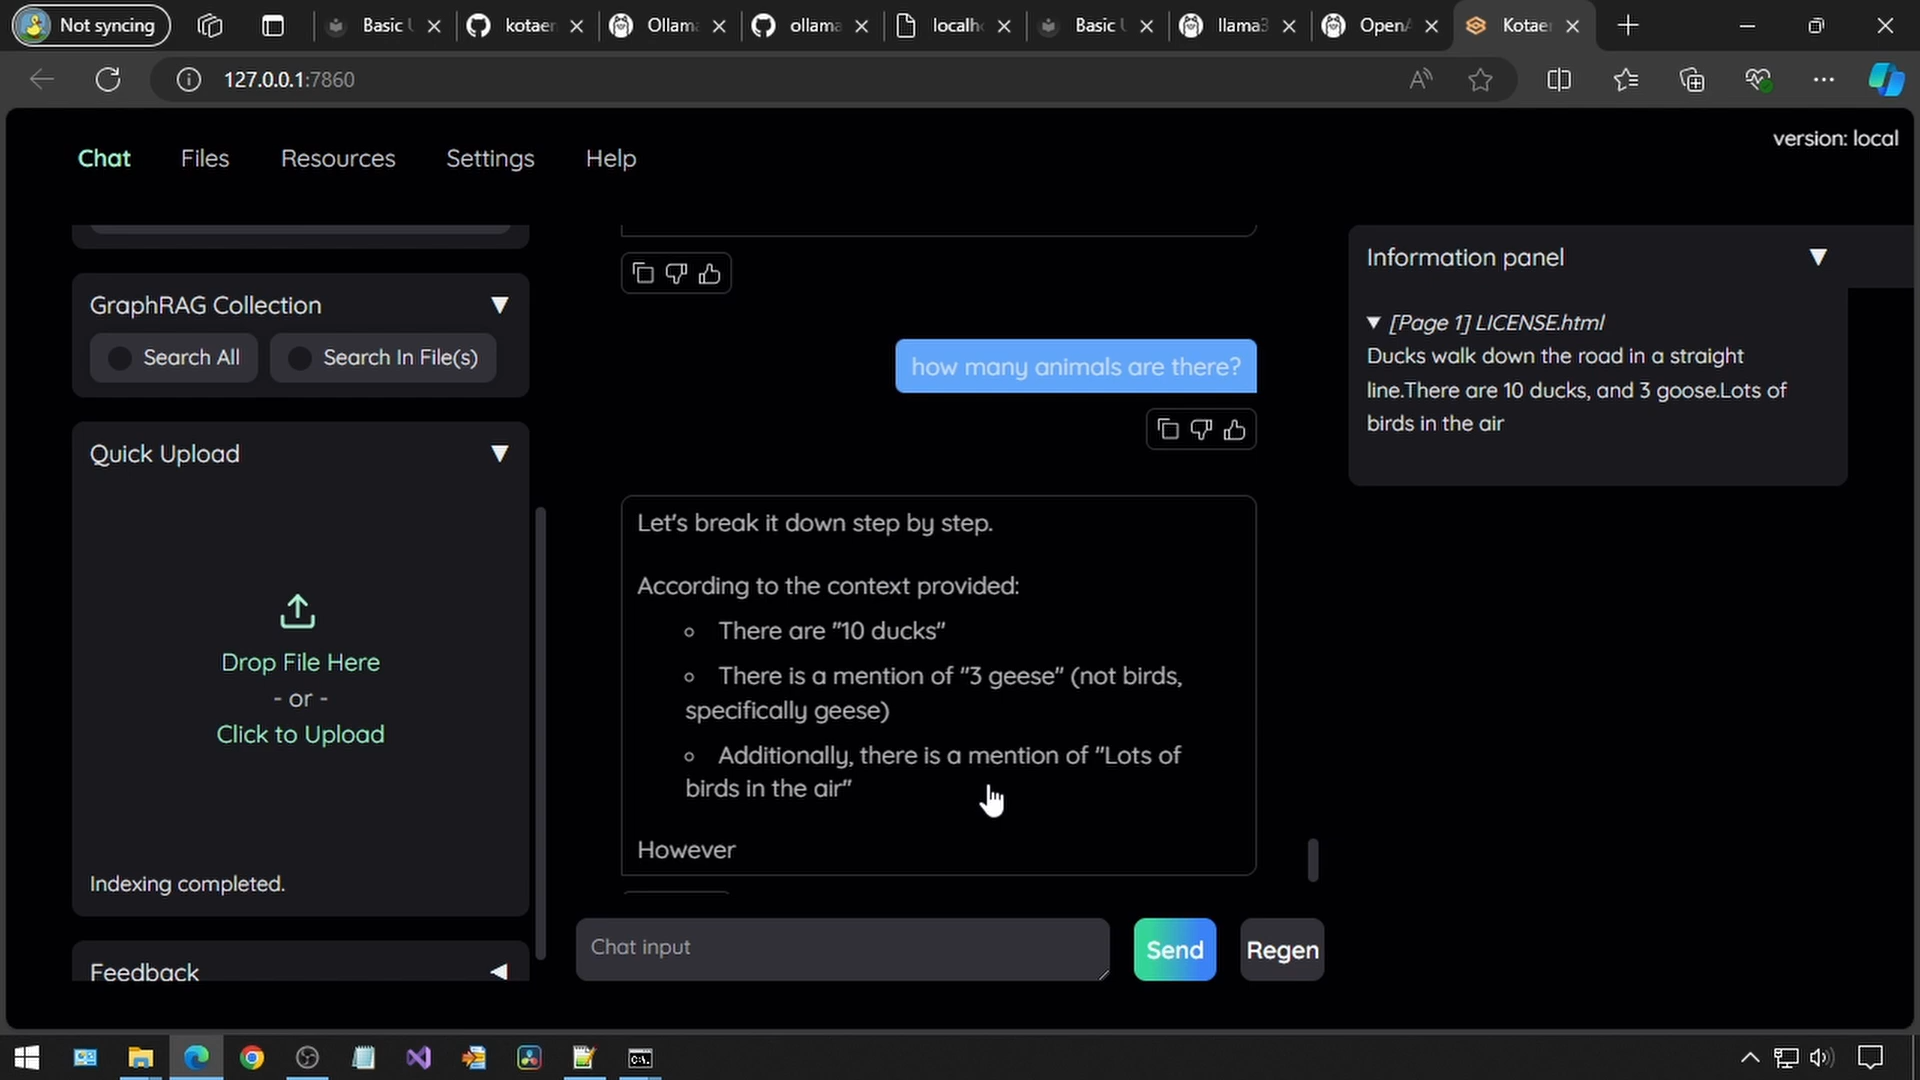 Not syncing
Basic U
kotaen
Ollama
ollama
localho
Basic U
llama3
OpenA
Kotaer
127.0.0.1:7860
version: local
Chat
Files
Resources
Settings
Help
GraphRAG Collection
Search All
Search In File(s)
Quick Upload
Drop File Here
- or -
Click to Upload
Indexing completed.
Feedback
how many animals are there?
Let's break it down step by step.
According to the context provided:
There are "10 ducks"
There is a mention of "3 geese" (not birds,
specifically geese)
Additionally, there is a mention of "Lots of
birds in the air"
However
Chat input
Send
Regen
Information panel
[Page 1] LICENSE.html
Ducks walk down the road in a straight
line.There are 10 ducks, and 3 goose.Lots of
birds in the air